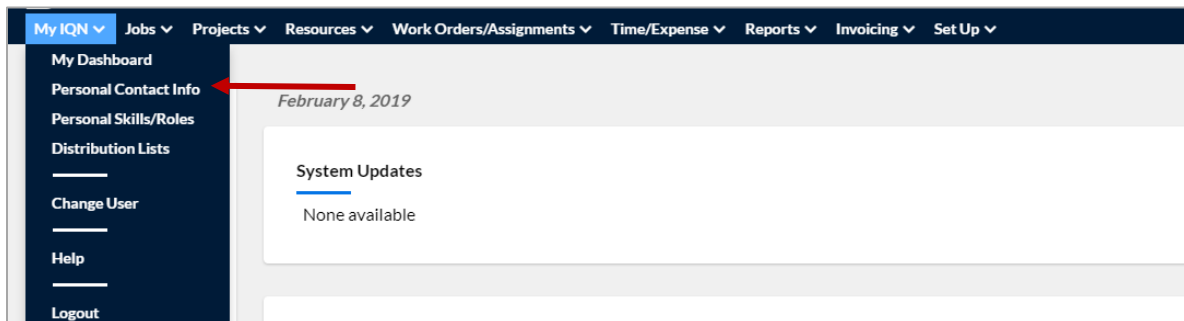 My IQN Jobs Projects Resources Work Orders/Assignments Time/Expense Reports Invoicing Set Up
My Dashboard
Personal Contact Info
Personal Skills/Roles
Distribution Lists
Change User
Help
Logout
February 8, 2019
System Updates
None available